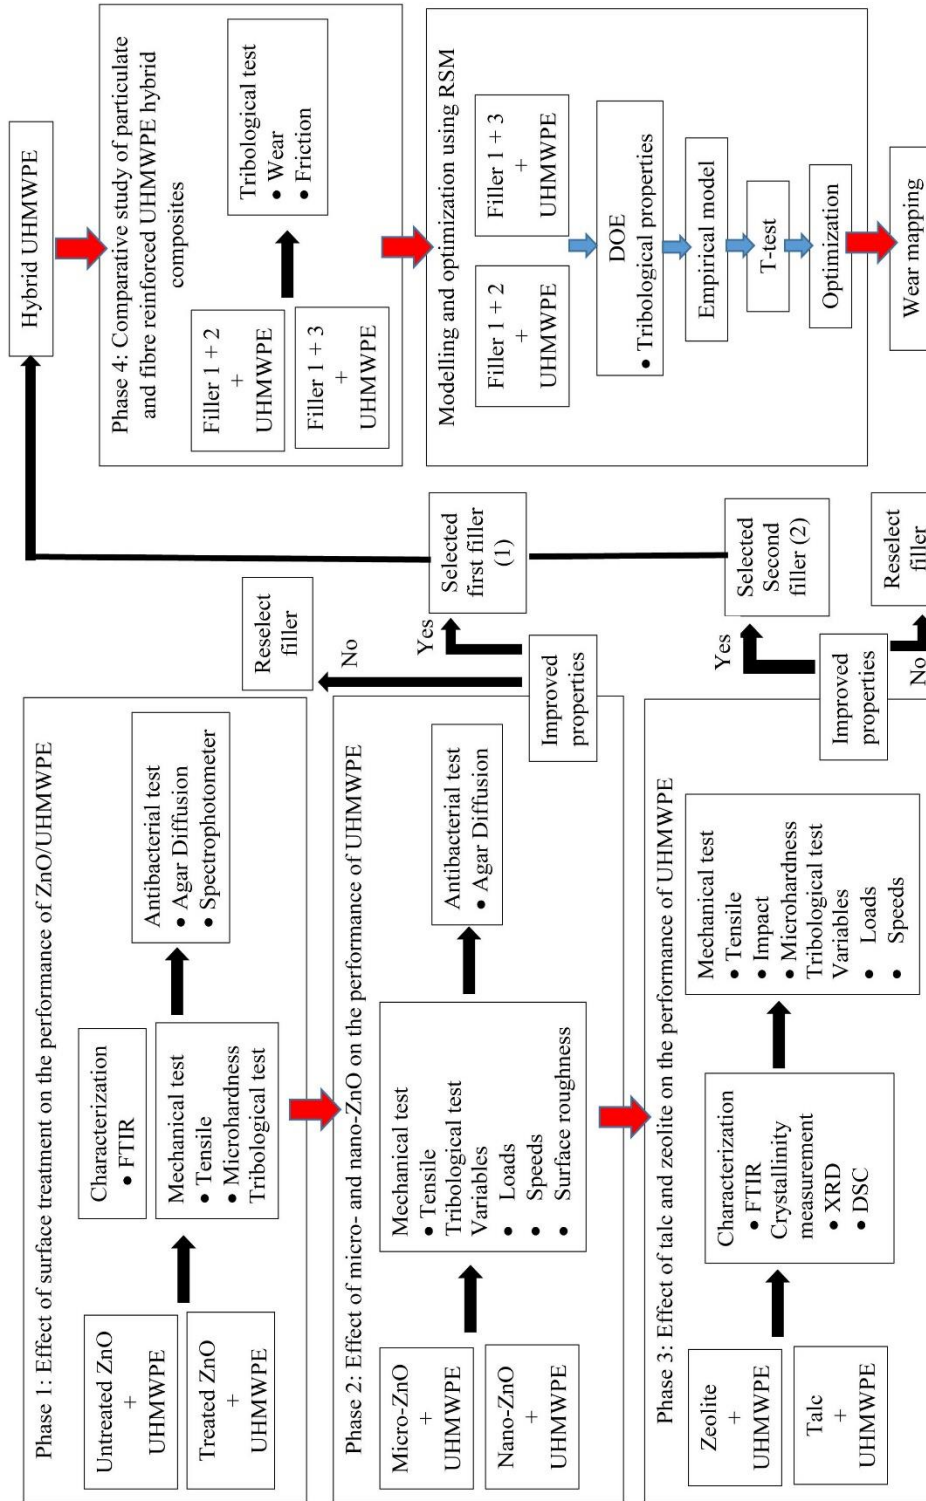 Phase 1: Effect of surface treatment on the performance of ZnO/UHMWPE
Untreated ZnO
+
UHMWPE
Treated ZnO
+
UHMWPE
Characterization
• FTIR
Mechanical test
• Tensile
• Microhardness
Tribological test
Antibacterial test
• Agar Diffusion
• Spectrophotometer
Phase 2: Effect of micro- and nano-ZnO on the performance of UHMWPE
Micro-ZnO
+
UHMWPE
Nano-ZnO
+
UHMWPE
Mechanical test
• Tensile
Tribological test
Variables
• Loads
• Speeds
• Surface roughness
Antibacterial test
• Agar Diffusion
Improved
properties
No
Reselect
filler
Yes
Selected
first filler
(1)
Phase 3: Effect of talc and zeolite on the performance of UHMWPE
Zeolite
+
UHMWPE
Talc
+
UHMWPE
Characterization
• FTIR
Crystallinity
measurement
• XRD
• DSC
Mechanical test
• Tensile
• Impact
• Microhardness
Tribological test
Variables
• Loads
• Speeds
Improved
properties
Yes
Selected
Second
filler (2)
No
Reselect
filler
Hybrid UHMWPE
Phase 4: Comparative study of particulate
and fibre reinforced UHMWPE hybrid
composites
Filler 1 + 2
+
UHMWPE
Filler 1 + 3
+
UHMWPE
Tribological test
• Wear
• Friction
Modelling and optimization using RSM
Filler 1 + 2
+
UHMWPE
Filler 1 + 3
+
UHMWPE
DOE
• Tribological properties
Empirical model
T-test
Optimization
Wear mapping